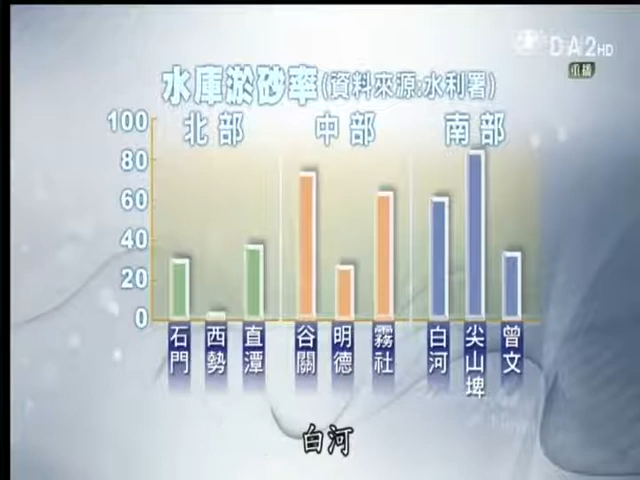 DA2HD
重播
水庫淤砂率(資料來源:水利署)
北部 中部 南部
100
80
60
40
20
0
石門 西勢 直潭 谷關 明德 霧社 白河 尖山埤 曾文
白河